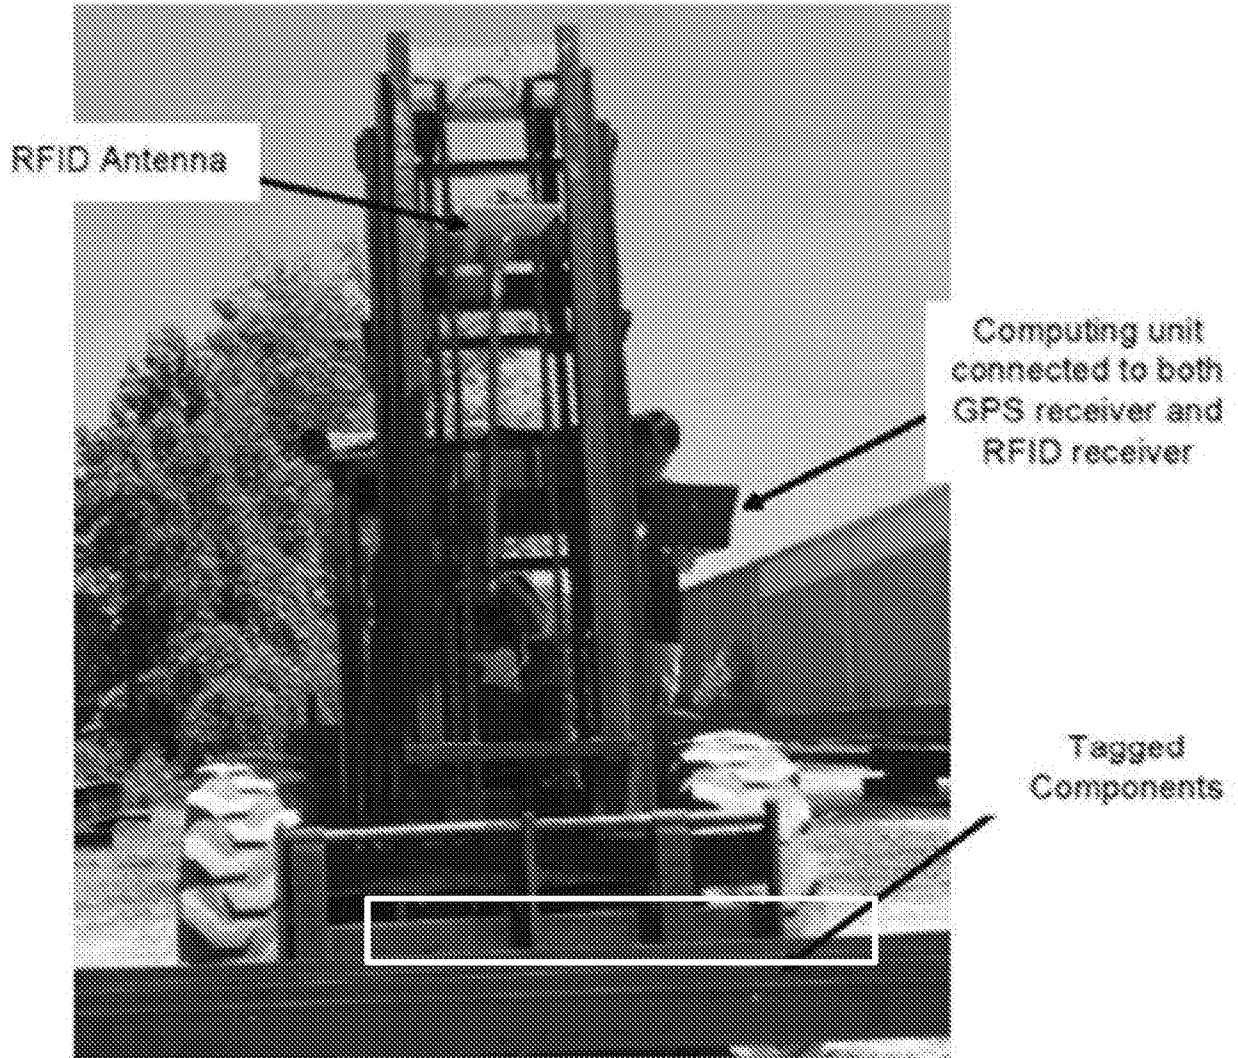 RFID Antenna
Computing unit
connected to both
GPS receiver and
RFID receiver
Tagged
Components